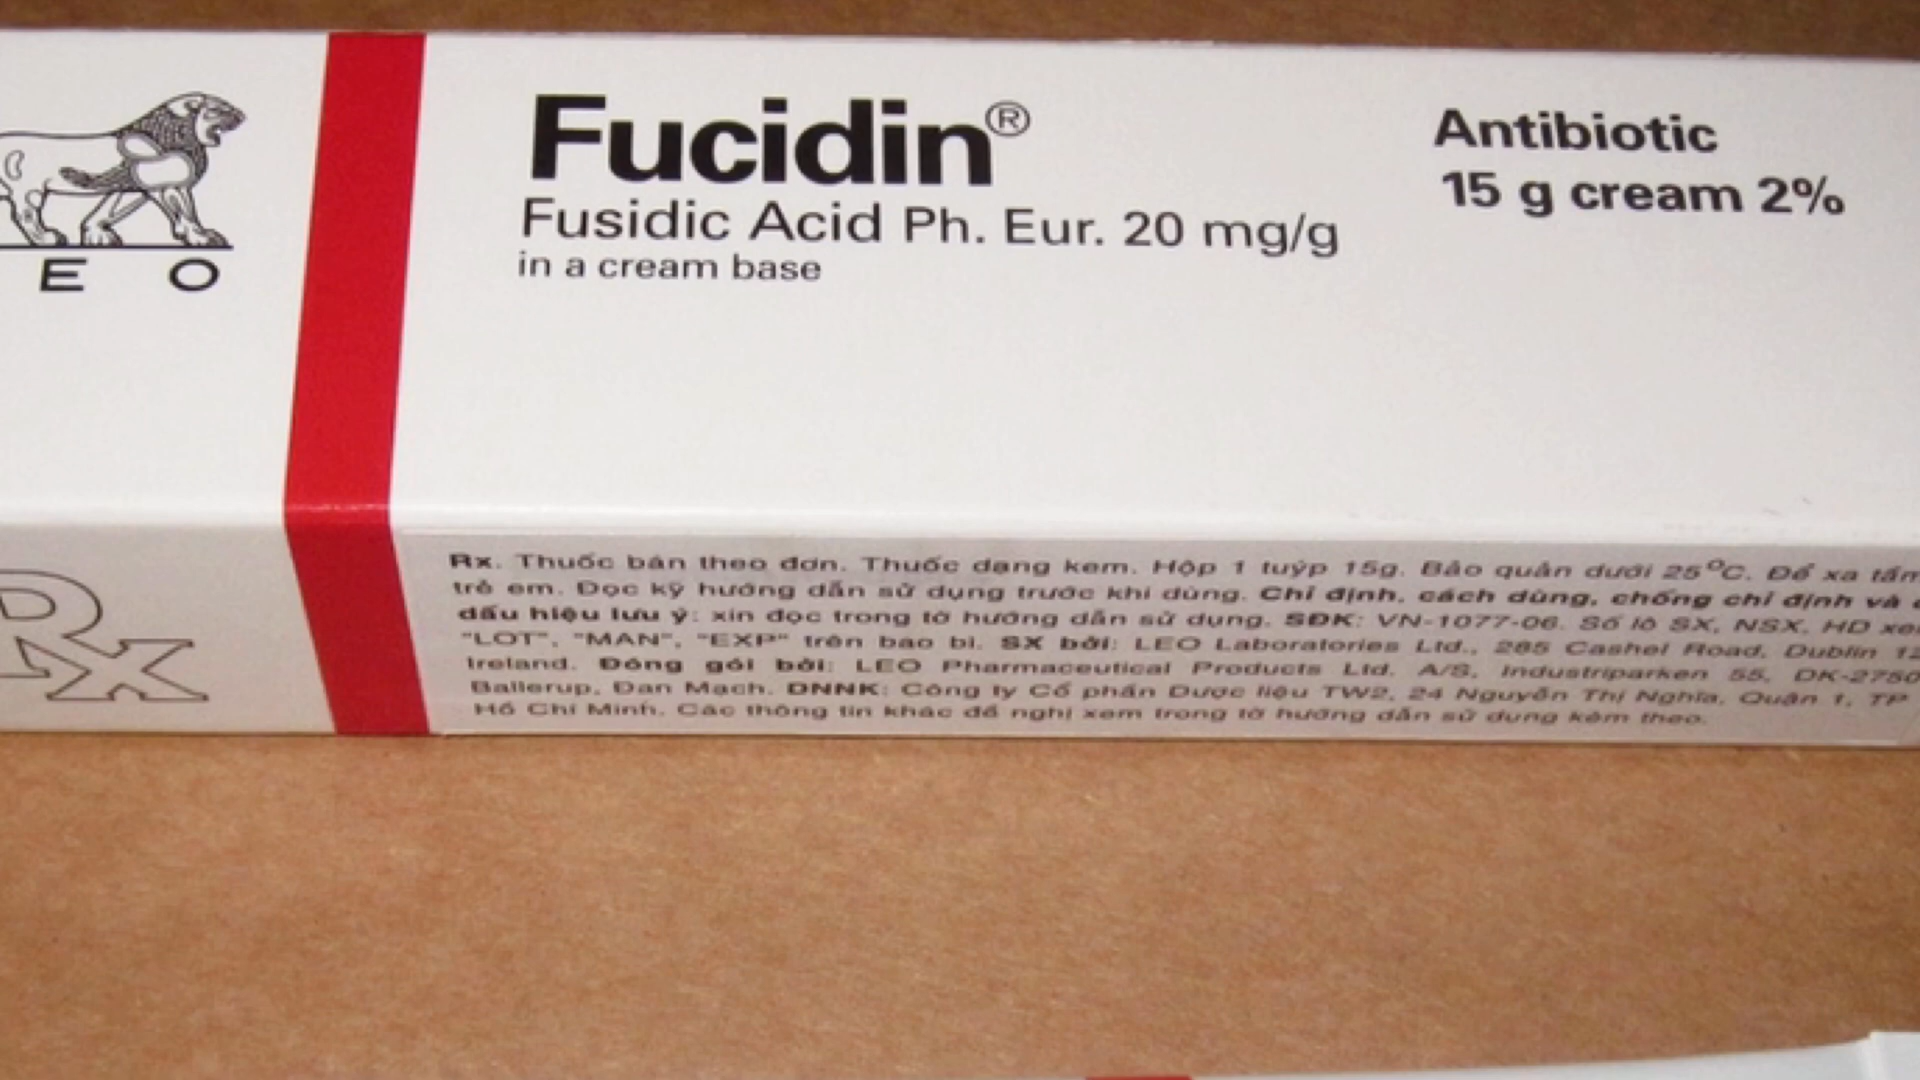 Fucidin®
Fusidic Acid Ph. Eur. 20 mg/g
in a cream base
Antibiotic
15 g cream 2%
E O
Rx
Rx. Thuốc bán theo đơn. Thuốc dạng kem. Hộp 1 tuýp 15g. Bảo quản dưới 25°C. Để xa tầm
trẻ em. Đọc kỹ hướng dẫn sử dụng trước khi dùng. Chỉ định, cách dùng, chống chỉ định và
dấu hiệu lưu ý: xin đọc trong tờ hướng dẫn sử dụng. SĐK: VN-1077-06. Số lô SX, NSX, HD
"LOT", "MAN", "EXP" trên bao bì. SX bởi: LEO Laboratories Ltd., 285 Cashel Road, Dublin 12
Ireland. Đóng gói bởi: LEO Pharmaceutical Products Ltd. A/S, Industriparken 55, DK-2750
Ballerup, Đan Mạch. DNNK: Công ty Cổ phần Dược liệu TW2, 24 Nguyễn Thị Nghĩa, Quận 1, TP
Hồ Chí Minh. Các thông tin khác đề nghị xem trong tờ hướng dẫn sử dụng kèm theo.